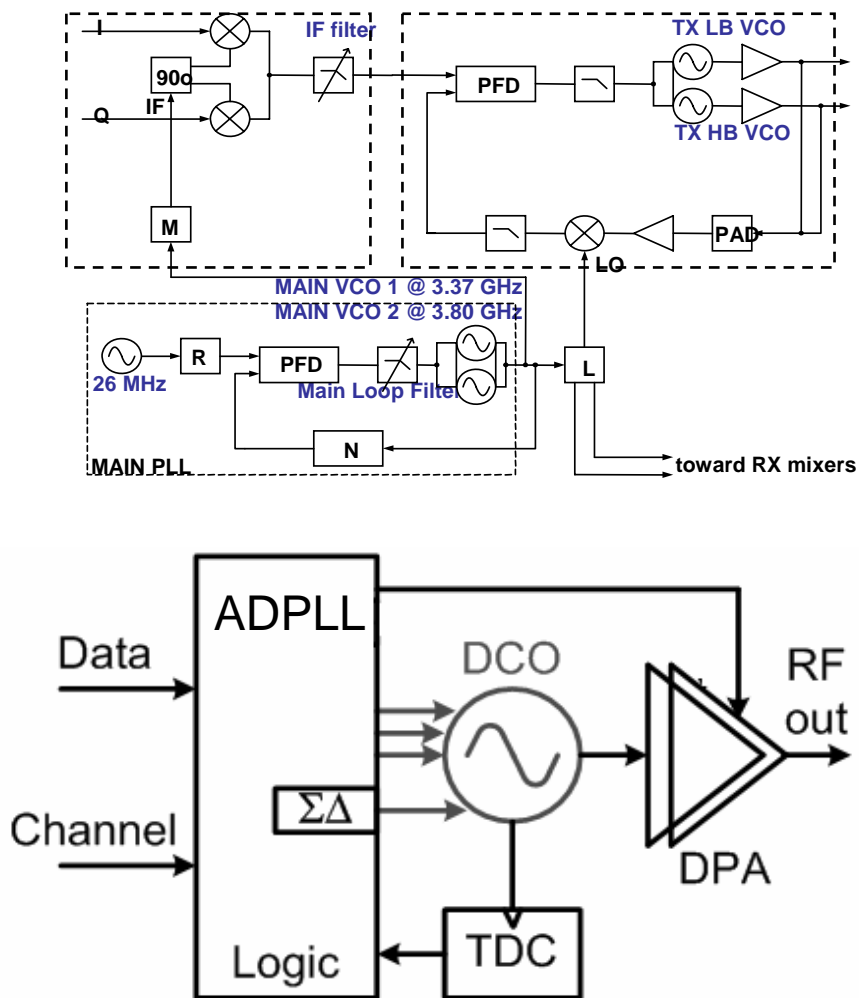 I
IF filter
TX LB VCO
90o
PFD
IF
Q
TX HB VCO
M
PAD
LO
MAIN VCO 1 @ 3.37 GHz
MAIN VCO 2 @ 3.80 GHz
R
PFD
L
26 MHz
Main Loop Filter
N
MAIN PLL
toward RX mixers
ADPLL
Data
DCO
RF
out
ΣΔ
Channel
DPA
Logic
TDC